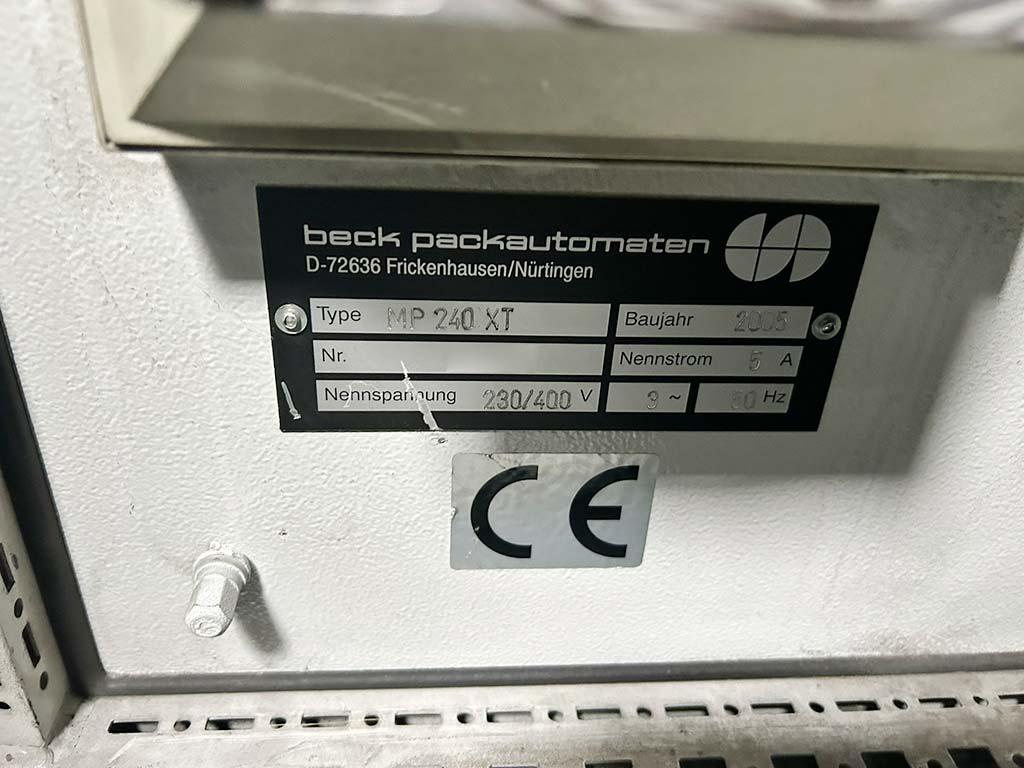 beck packautomaten
D-72636 Frickenhausen/Nürtingen
Type MP 240 XT Baujahr 2005
Nr. Nennstrom 5 A
Nennspannung 230/400 V 3 ~ 50 Hz
CE